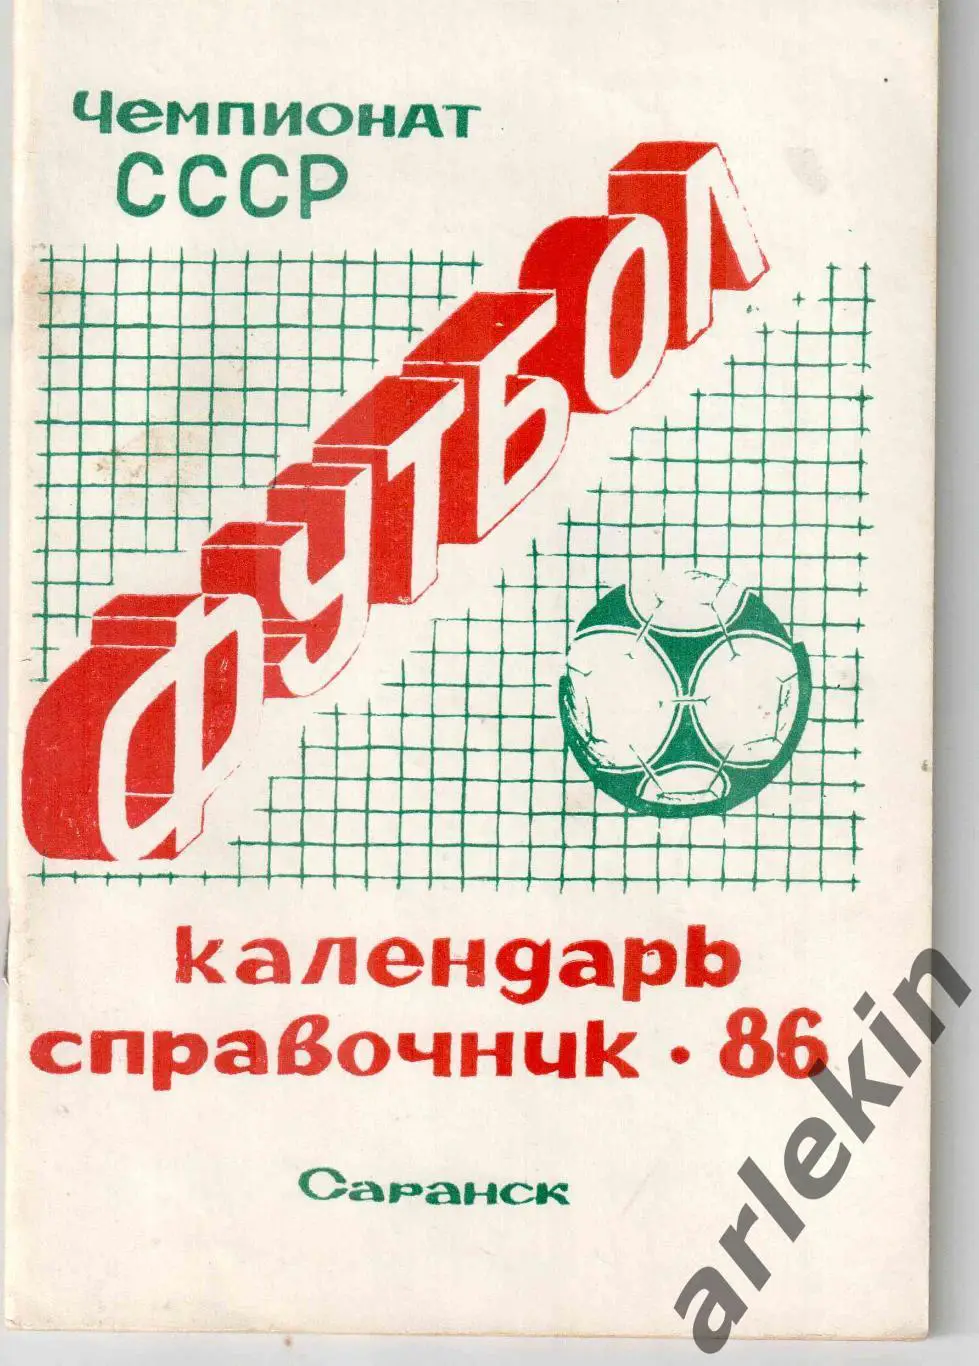 Чемпионат
СССР
ФУТБОЛ
календарь
справочник · 86
Саранск
arlekin